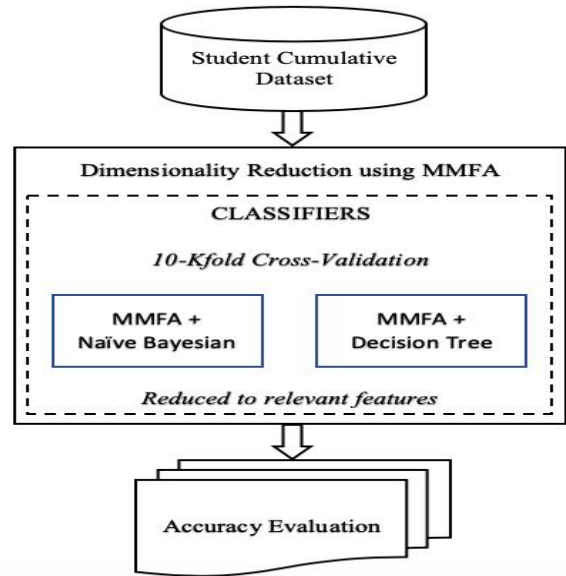 Student Cumulative
Dataset
Dimensionality Reduction using MMFA
CLASSIFIERS
10-Kfold Cross-Validation
MMFA +
Naïve Bayesian
MMFA +
Decision Tree
Reduced to relevant features
Accuracy Evaluation